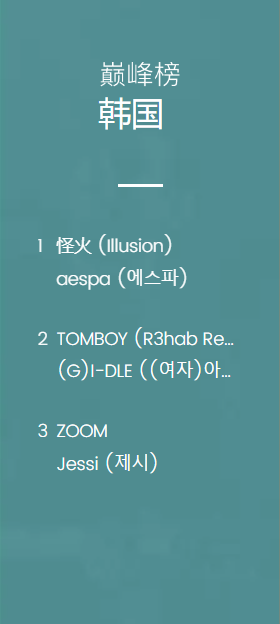 巅峰榜
韩国
1 怪火 (Illusion)
aespa (에스파)
2 TOMBOY (R3hab Re...
(G)I-DLE ((여자)아...
3 ZOOM
Jessi (제시)